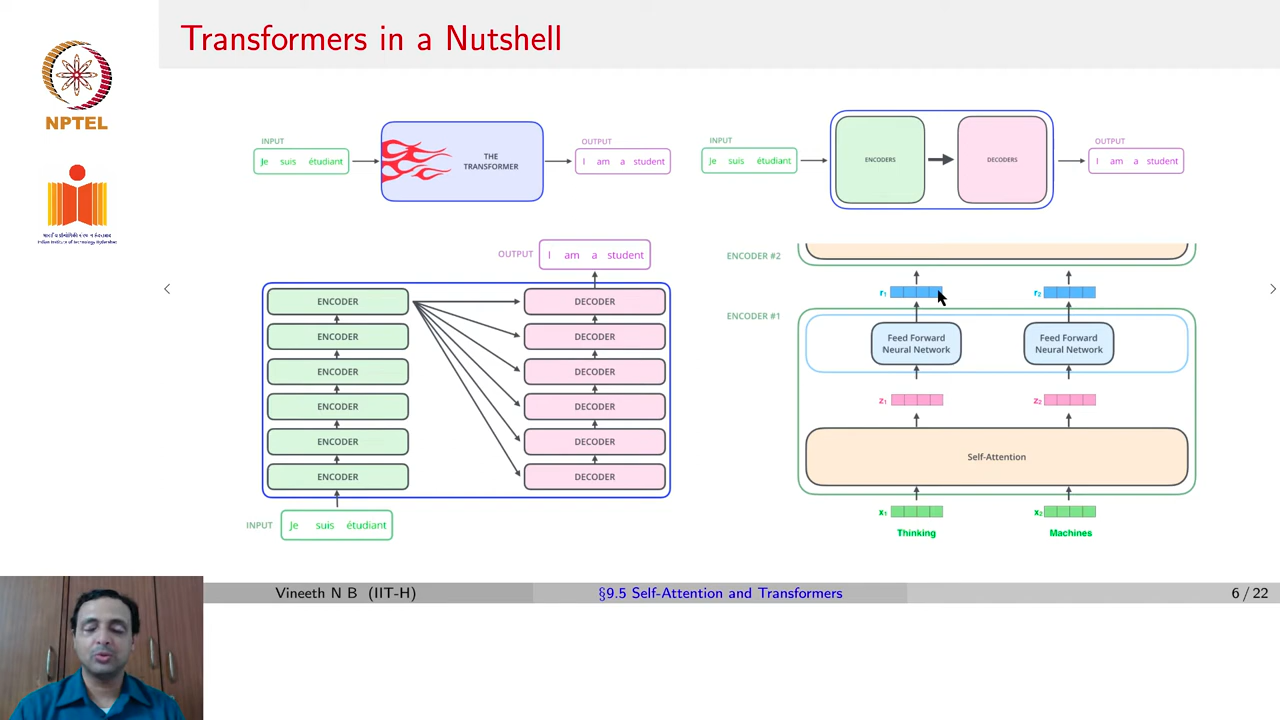 Transformers in a Nutshell
NPTEL
INPUT
Je suis étudiant
THE
TRANSFORMER
OUTPUT
I am a student
INPUT
Je suis étudiant
ENCODERS
DECODERS
OUTPUT
I am a student
OUTPUT
I am a student
ENCODER
DECODER
ENCODER
DECODER
ENCODER
DECODER
ENCODER
DECODER
ENCODER
DECODER
ENCODER
DECODER
INPUT
Je suis étudiant
ENCODER #2
r1
r2
ENCODER #1
Feed Forward
Neural Network
Feed Forward
Neural Network
z1
z2
Self-Attention
x1
x2
Thinking
Machines
Vineeth N B (IIT-H)
§9.5 Self-Attention and Transformers
6 / 22